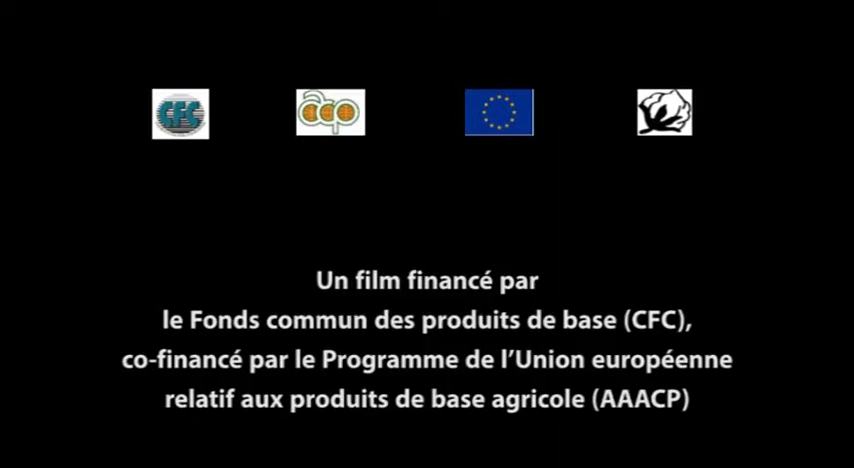 CFC
acp
Un film financé par
le Fonds commun des produits de base (CFC),
co-financé par le Programme de l’Union européenne
relatif aux produits de base agricole (AAACP)